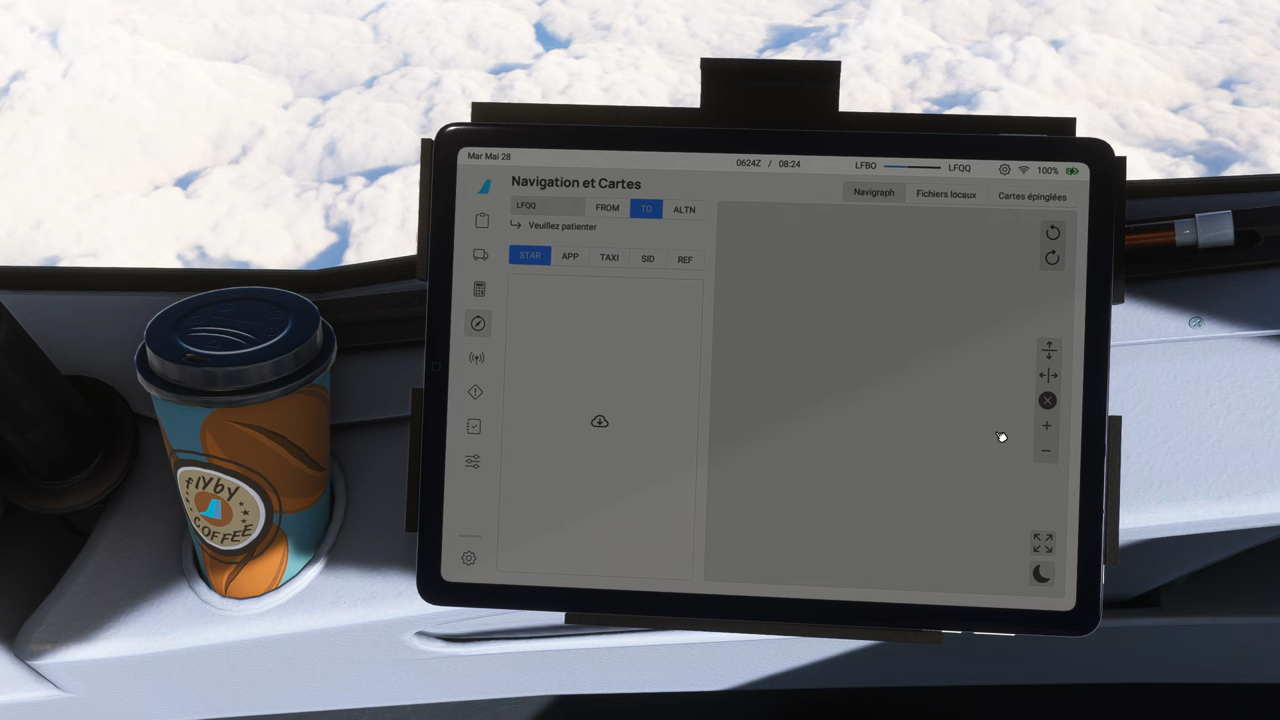 Mar Mai 28
0624Z / 08:24
LFBO LFQQ
100%
Navigation et Cartes
Navigraph Fichiers locaux Cartes épinglées
LFQQ FROM TO ALTN
Veuillez patienter
STAR APP TAXI SID REF
flyby
COFFEE